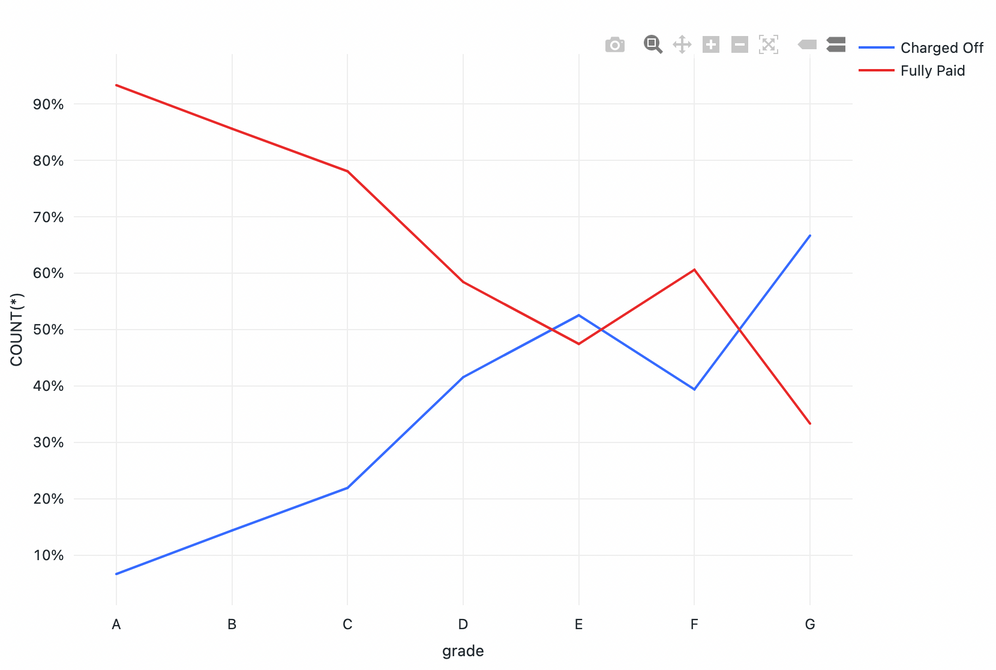 Charged Off
Fully Paid
90%
80%
70%
60%
50%
40%
30%
20%
10%
COUNT(*)
A B C D E F G
grade